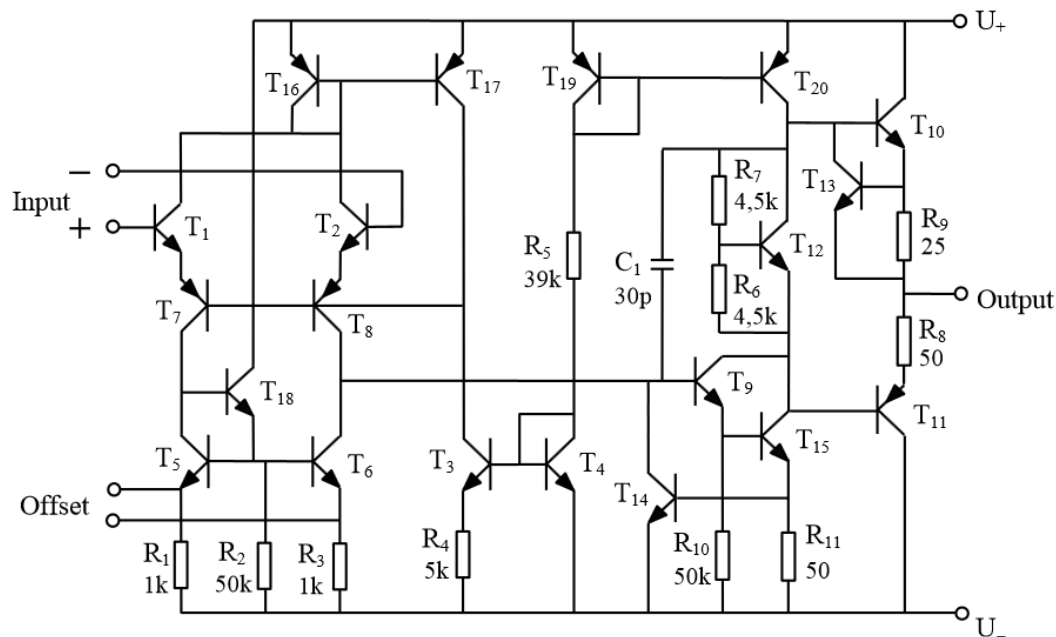 U₊
T₁₆
T₁₇
T₁₉
T₂₀
T₁₀
−
Input
+
T₁
T₂
R₇
4,5k
T₁₃
R₉
25
T₁₂
R₅
39k
C₁
30p
R₆
4,5k
Output
T₇
T₈
R₈
50
T₁₈
T₉
T₁₁
T₁₅
T₅
T₆
T₃
T₄
T₁₄
Offset
R₁
1k
R₂
50k
R₃
1k
R₄
5k
R₁₀
50k
R₁₁
50
U₋